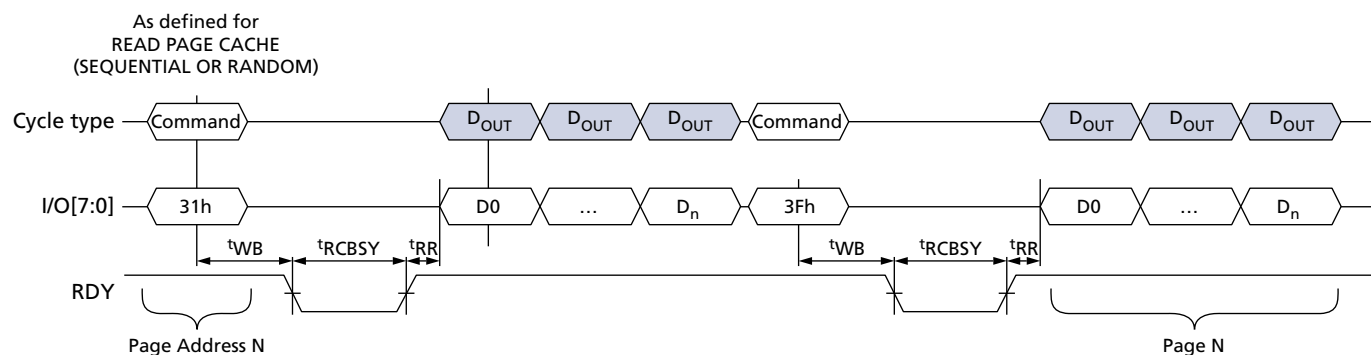 As defined for
READ PAGE CACHE
(SEQUENTIAL OR RANDOM)
Cycle type Command DOUT DOUT DOUT Command DOUT DOUT DOUT
I/O[7:0] 31h D0 … Dn 3Fh D0 … Dn
tWB tRCBSY tRR tWB tRCBSY tRR
RDY
Page Address N Page N